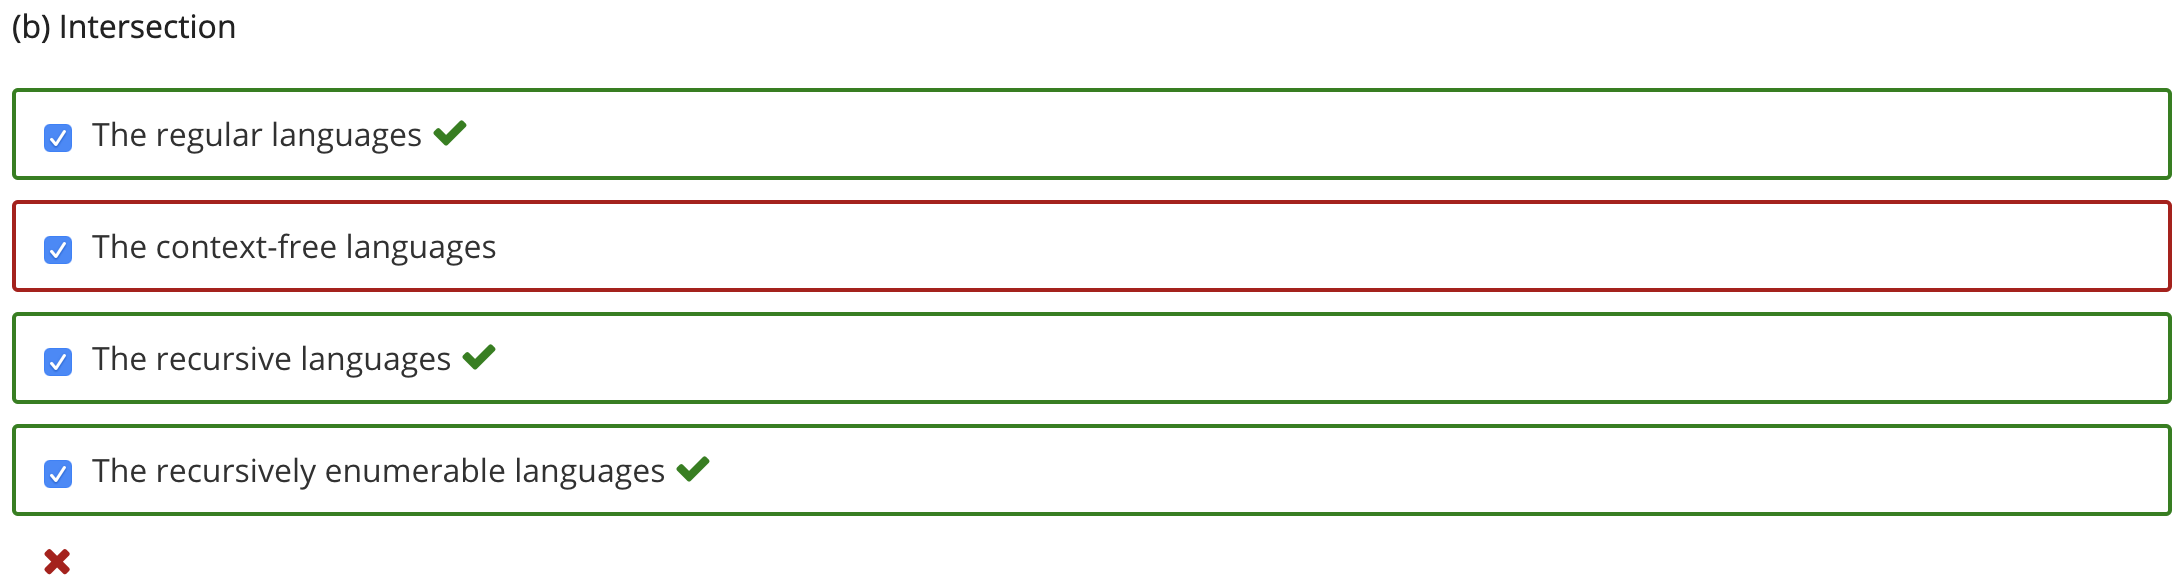 (b) Intersection
The regular languages
The context-free languages
The recursive languages
The recursively enumerable languages